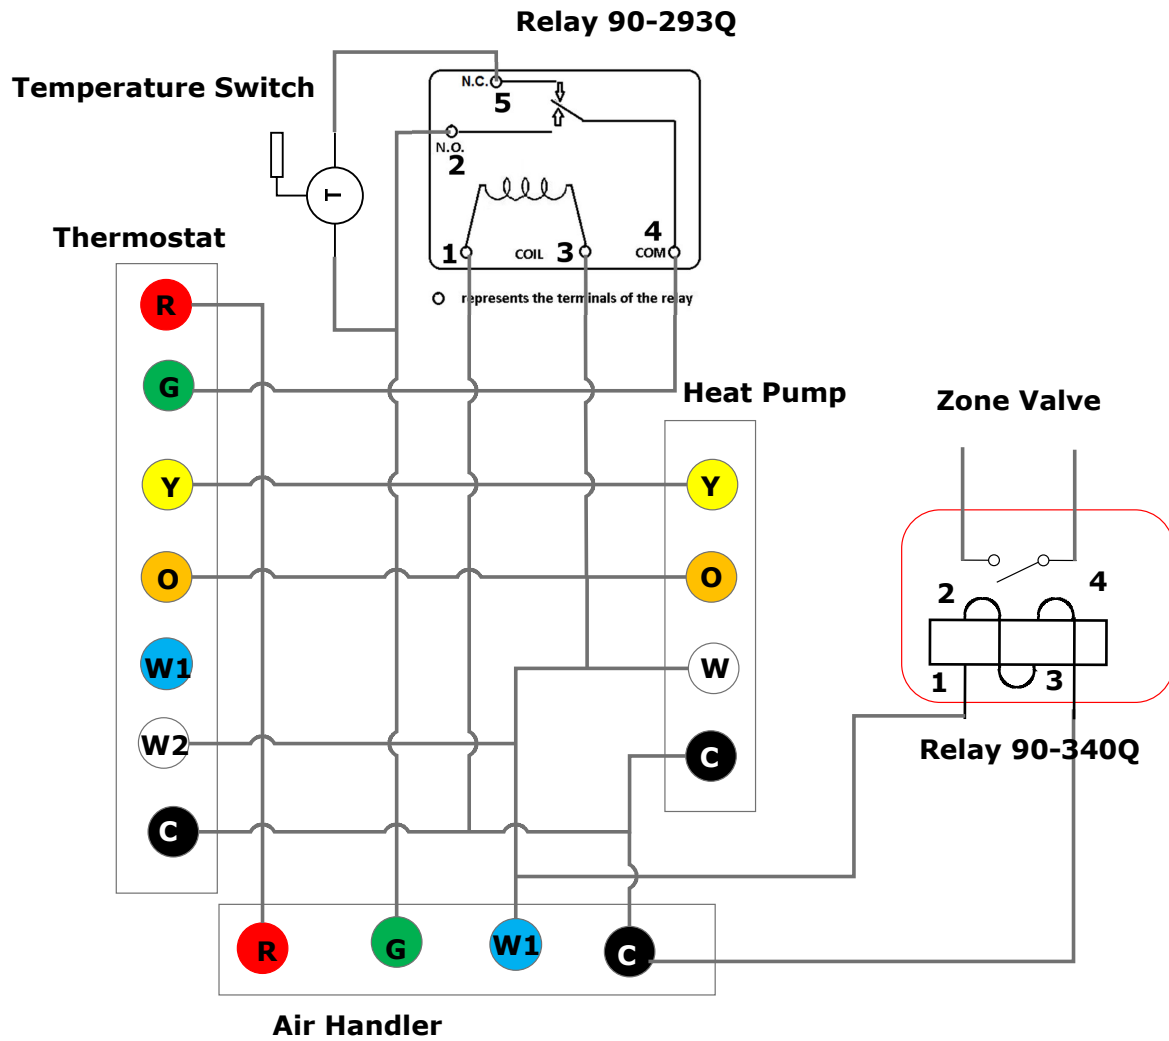 Relay 90-293Q
Temperature Switch
N.C.
5
N.O.
2
T
Thermostat
1
COIL
3
4
COM
represents the terminals of the relay
R
G
Heat Pump
Zone Valve
Y
Y
O
O
2
4
W1
W
1
3
W2
C
Relay 90-340Q
C
R
G
W1
C
Air Handler